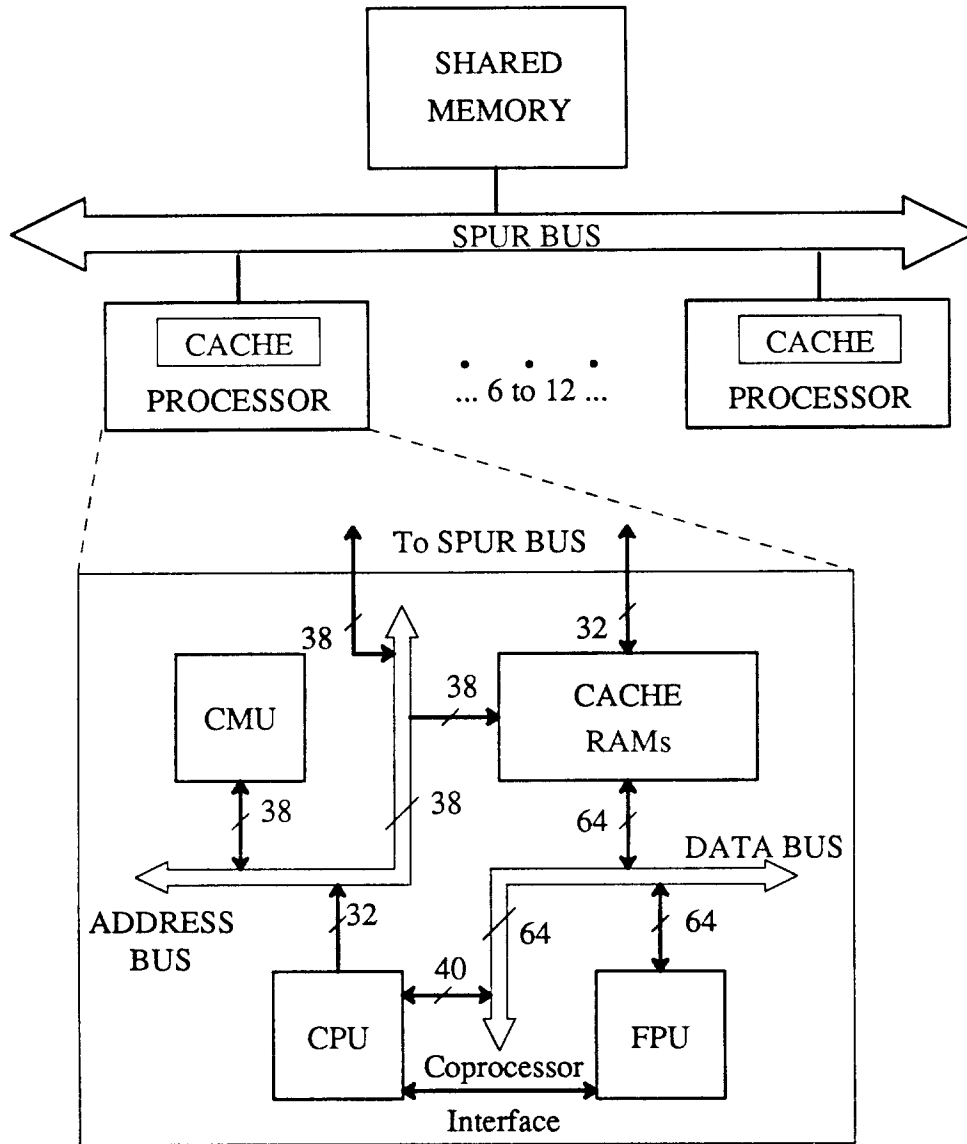 SHARED
MEMORY
SPUR BUS
CACHE
PROCESSOR
... 6 to 12 ...
CACHE
PROCESSOR
To SPUR BUS
38
32
CMU
38
CACHE
RAMs
38
38
64
DATA BUS
ADDRESS
BUS
32
64
64
40
CPU
FPU
Coprocessor
Interface